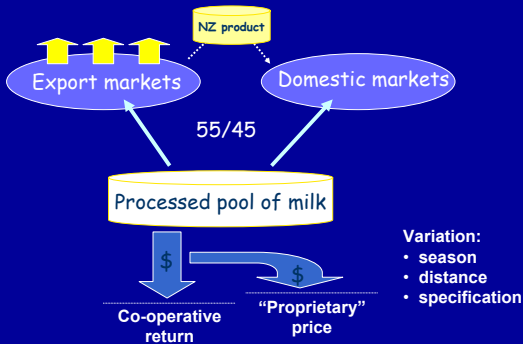 NZ product
Export markets
Domestic markets
55/45
Processed pool of milk
$
$
Co-operative
return
“Proprietary”
price
Variation:
• season
• distance
• specification